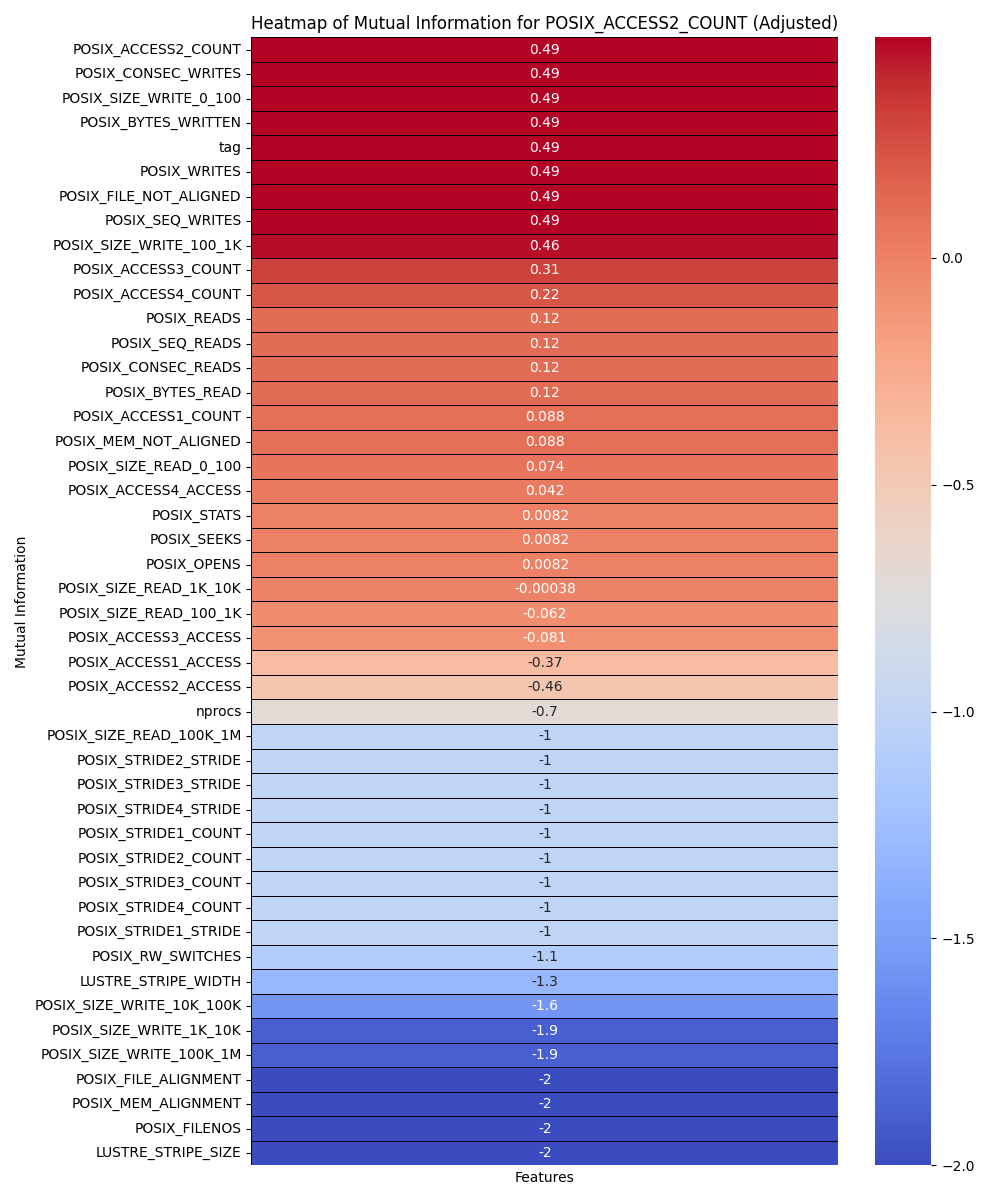 Heatmap of Mutual Information for POSIX_ACCESS2_COUNT (Adjusted)
POSIX_ACCESS2_COUNT 0.49
POSIX_CONSEC_WRITES 0.49
POSIX_SIZE_WRITE_0_100 0.49
POSIX_BYTES_WRITTEN 0.49
tag 0.49
POSIX_WRITES 0.49
POSIX_FILE_NOT_ALIGNED 0.49
POSIX_SEQ_WRITES 0.49
POSIX_SIZE_WRITE_100_1K 0.46
POSIX_ACCESS3_COUNT 0.31
POSIX_ACCESS4_COUNT 0.22
POSIX_READS 0.12
POSIX_SEQ_READS 0.12
POSIX_CONSEC_READS 0.12
POSIX_BYTES_READ 0.12
POSIX_ACCESS1_COUNT 0.088
POSIX_MEM_NOT_ALIGNED 0.088
POSIX_SIZE_READ_0_100 0.074
POSIX_ACCESS4_ACCESS 0.042
POSIX_STATS 0.0082
POSIX_SEEKS 0.0082
POSIX_OPENS 0.0082
POSIX_SIZE_READ_1K_10K -0.00038
POSIX_SIZE_READ_100_1K -0.062
POSIX_ACCESS3_ACCESS -0.081
POSIX_ACCESS1_ACCESS -0.37
POSIX_ACCESS2_ACCESS -0.46
nprocs -0.7
POSIX_SIZE_READ_100K_1M -1
POSIX_STRIDE2_STRIDE -1
POSIX_STRIDE3_STRIDE -1
POSIX_STRIDE4_STRIDE -1
POSIX_STRIDE1_COUNT -1
POSIX_STRIDE2_COUNT -1
POSIX_STRIDE3_COUNT -1
POSIX_STRIDE4_COUNT -1
POSIX_STRIDE1_STRIDE -1
POSIX_RW_SWITCHES -1.1
LUSTRE_STRIPE_WIDTH -1.3
POSIX_SIZE_WRITE_10K_100K -1.6
POSIX_SIZE_WRITE_1K_10K -1.9
POSIX_SIZE_WRITE_100K_1M -1.9
POSIX_FILE_ALIGNMENT -2
POSIX_MEM_ALIGNMENT -2
POSIX_FILENOS -2
LUSTRE_STRIPE_SIZE -2
Mutual Information
Features
0.0
−0.5
−1.0
−1.5
−2.0